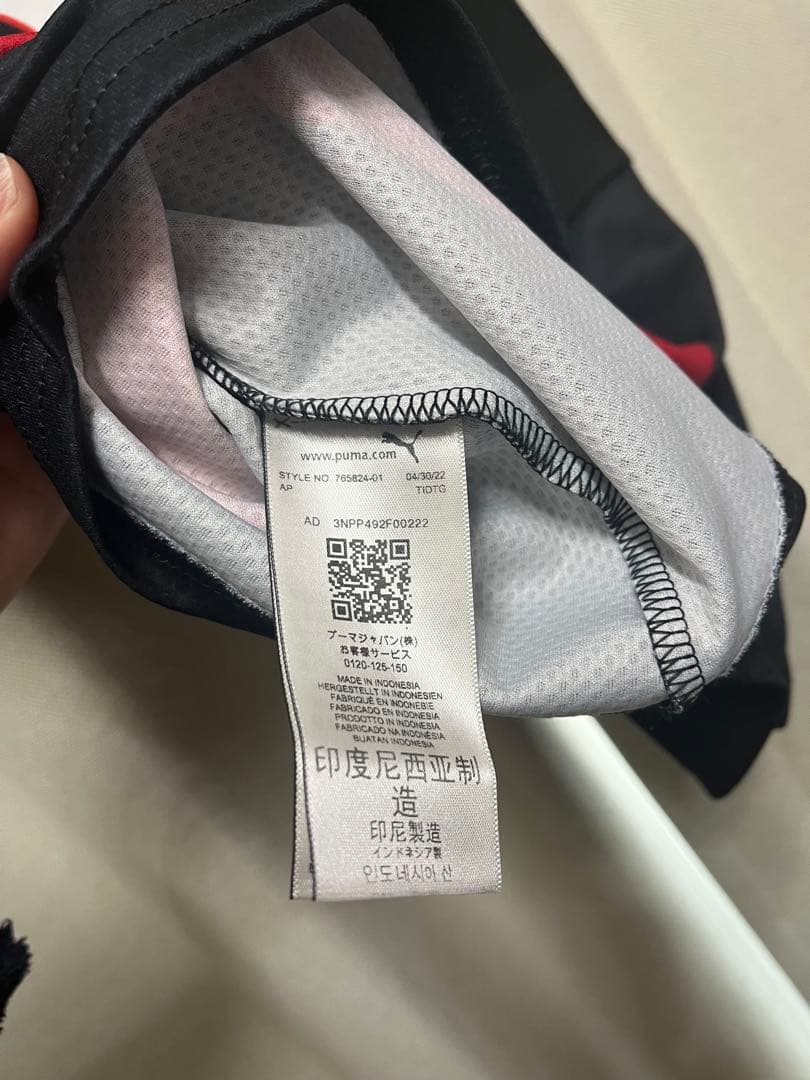 www.puma.com
STYLE NO. 765824-01 04/30/22
AP TIDTG
AD 3NPP492F00222
プーマジャパン(株)
お客様サービス
0120-125-150
MADE IN INDONESIA
HERGESTELLT IN INDONESIEN
FABRIQUÉ EN INDONESIE
FABRICADO EN INDONESIA
PRODOTTO IN INDONESIA
FABRICADO NA INDONÉSIA
BUATAN INDONESIA
印度尼西亚制
造
印尼製造
インドネシア製
인도네시아 산